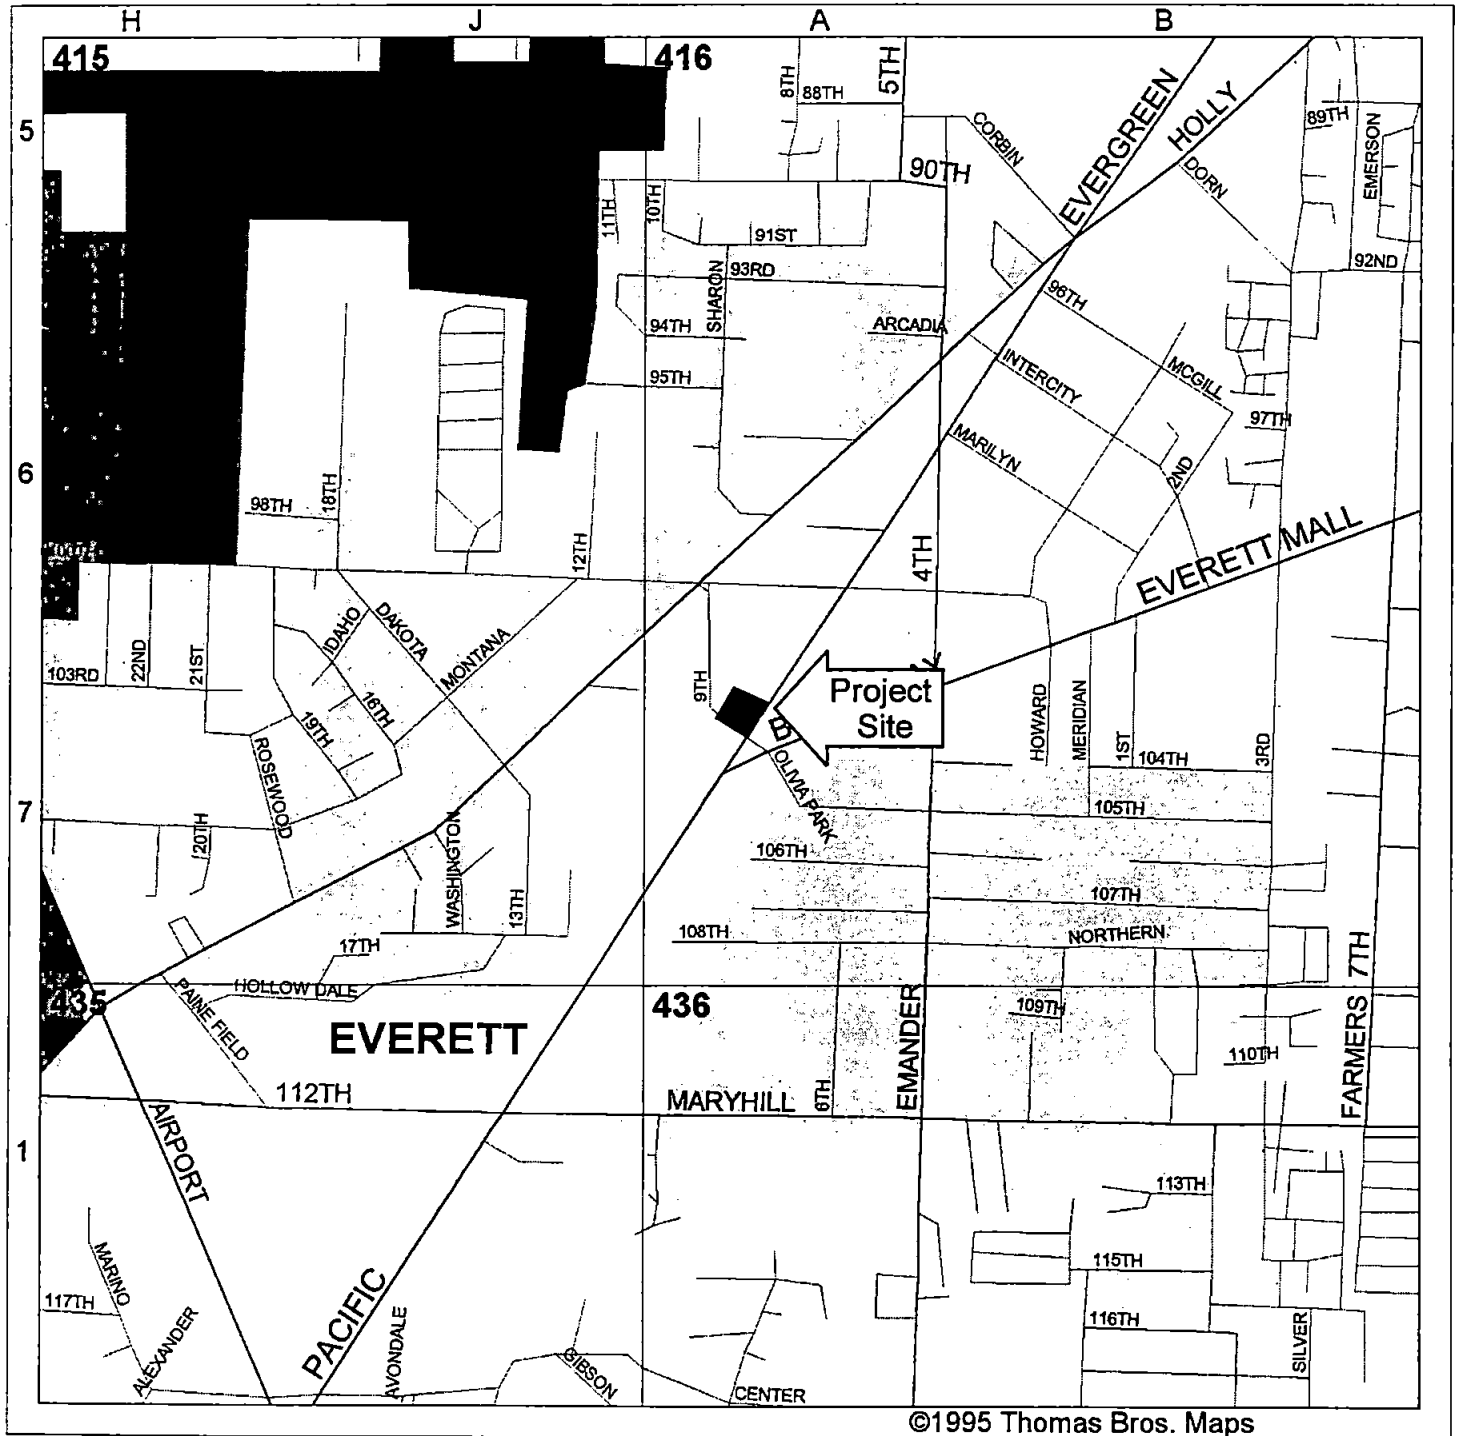 H
J
A
B
415
416
5
8TH
88TH
5TH
CORBIN
EVERGREEN
HOLLY
89TH
EMERSON
90TH
DORN
11TH
10TH
91ST
93RD
92ND
SHARON
96TH
94TH
ARCADIA
INTERCITY
95TH
MCGILL
97TH
6
MARILYN
2ND
98TH
18TH
12TH
4TH
EVERETT MALL
IDAHO
DAKOTA
MONTANA
103RD
22ND
21ST
9TH
Project
Site
B
16TH
19TH
ROSEWOOD
HOWARD
MERIDIAN
1ST
104TH
3RD
OLIVIA PARK
7
105TH
120TH
WASHINGTON
106TH
13TH
107TH
108TH
NORTHERN
17TH
435
HOLLOW DALE
436
PAINE FIELD
EVERETT
109TH
FARMERS 7TH
EMANDER
110TH
112TH
MARYHILL
6TH
AIRPORT
1
113TH
MARINO
115TH
117TH
PACIFIC
116TH
ALEXANDER
AVONDALE
GIBSON
SILVER
CENTER
©1995 Thomas Bros. Maps